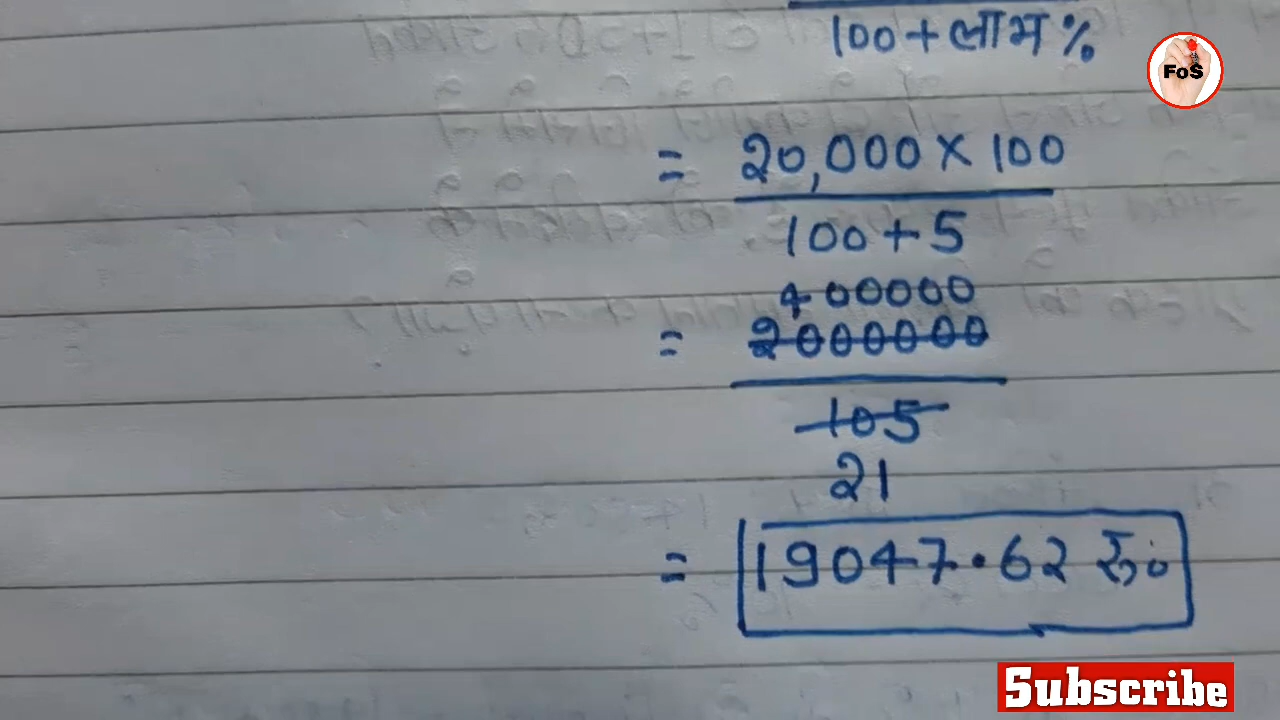 100 + लाभ %
FoS
= 20,000 × 100
100 + 5
400000
= 2000000
105
21
= 19047.62 रु०
Subscribe